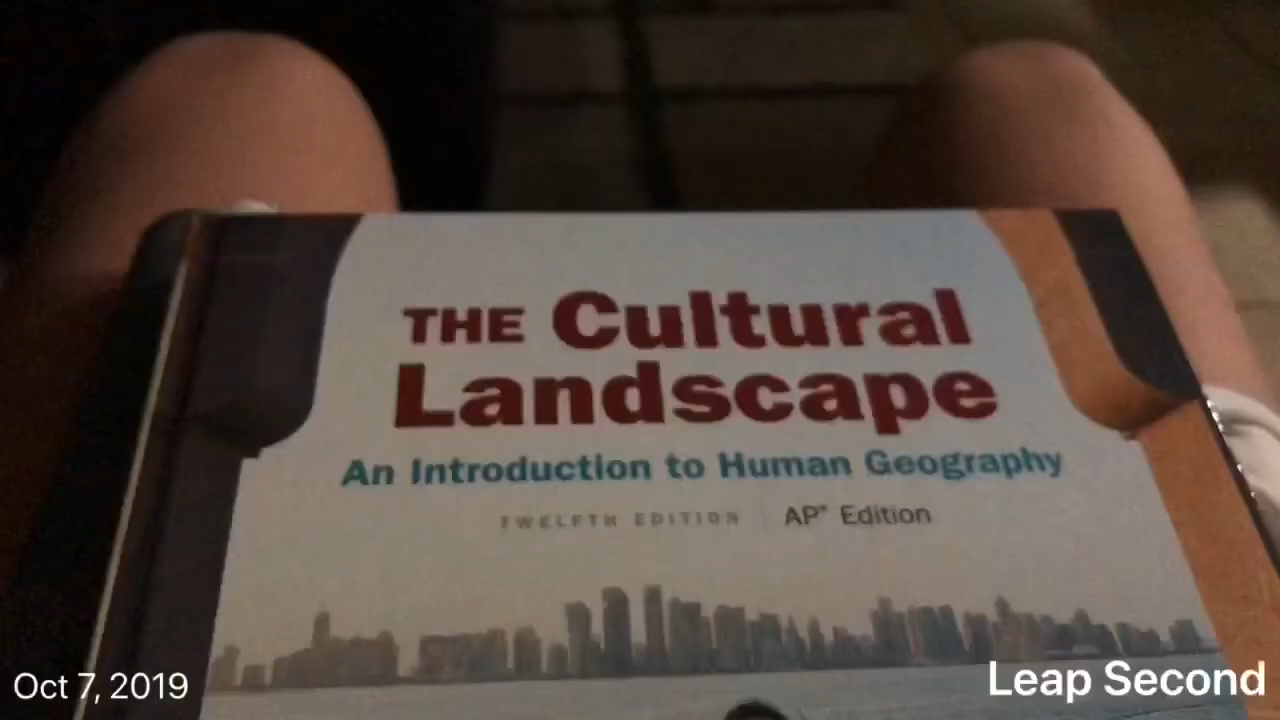 THE Cultural
Landscape
An Introduction to Human Geography
TWELFTH EDITION | AP® Edition
Oct 7, 2019
Leap Second